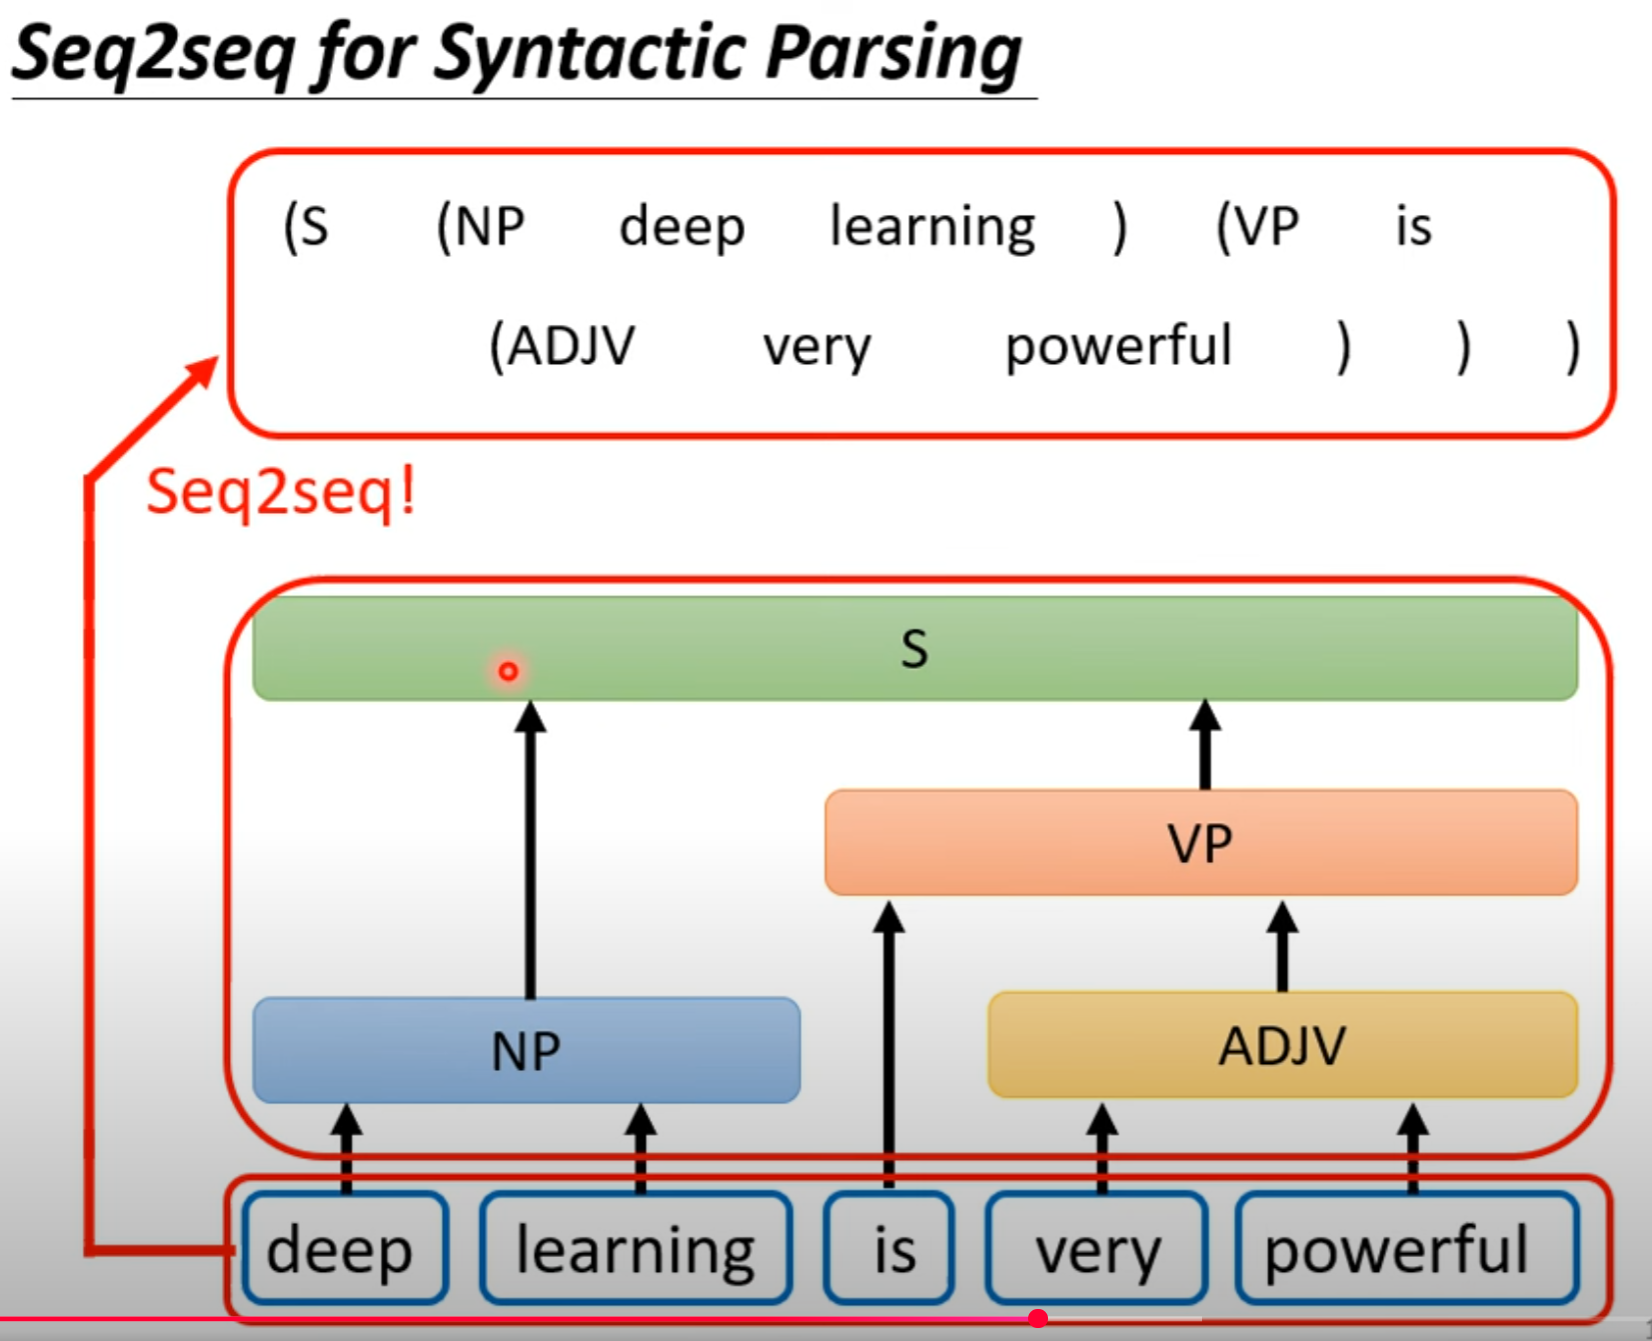 Seq2seq for Syntactic Parsing
(S (NP deep learning ) (VP is
(ADJV very powerful ) ) )
Seq2seq!
S
VP
NP ADJV
deep learning is very powerful